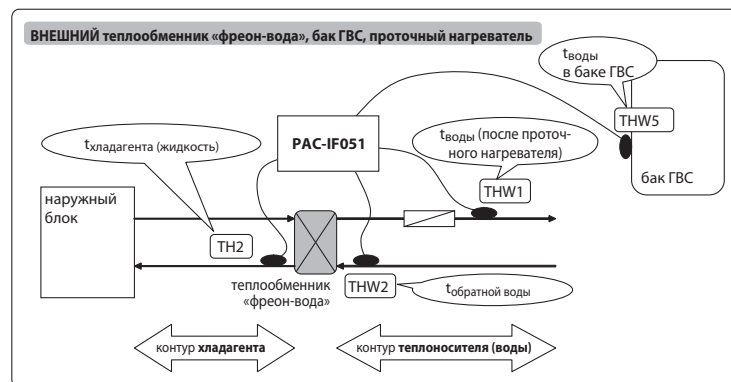 ВНЕШНИЙ теплообменник «фреон-вода», бак ГВС, проточный нагреватель
tводы
в баке ГВС
THW5
бак ГВС
PAC-IF051
tхладагента (жидкость)
tводы (после проточ-
ного нагревателя)
THW1
наружный
блок
TH2
теплообменник
«фреон-вода»
THW2
tобратной воды
контур хладагента
контур теплоносителя (воды)